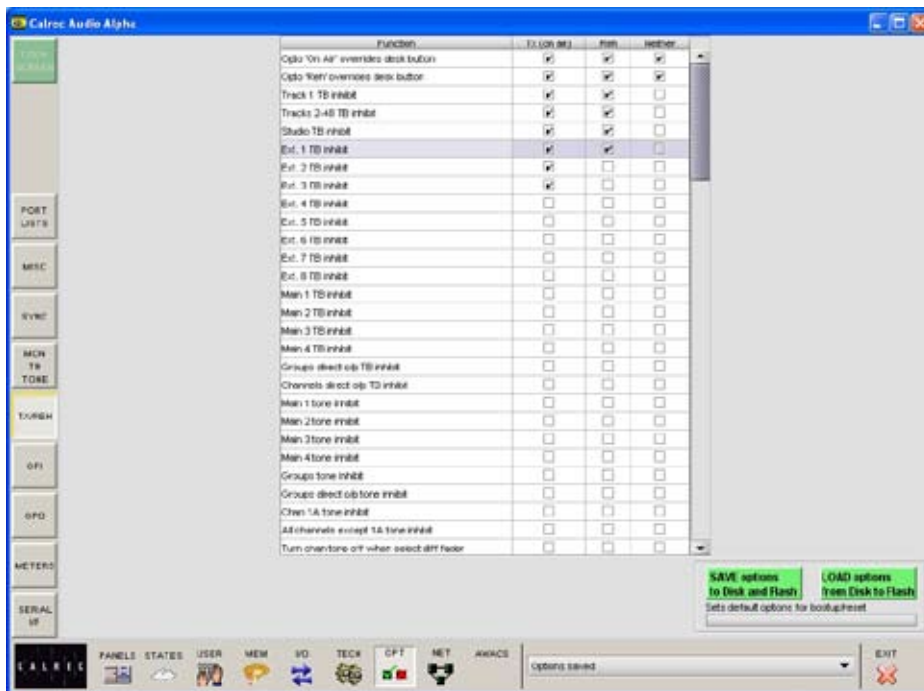 Calrec Audio Alpha
Function Tx (on air) Reh Neither
Opto 'On Air' overrides desk button
Opto 'Reh' overrides desk button
Track 1 TB inhibit
Tracks 2-48 TB inhibit
Studio TB inhibit
Ext. 1 TB inhibit
Ext. 2 TB inhibit
Ext. 3 TB inhibit
Ext. 4 TB inhibit
Ext. 5 TB inhibit
Ext. 6 TB inhibit
Ext. 7 TB inhibit
Ext. 8 TB inhibit
Main 1 TB inhibit
Main 2 TB inhibit
Main 3 TB inhibit
Main 4 TB inhibit
Groups direct o/p TB inhibit
Channels direct o/p TB inhibit
Main 1 tone inhibit
Main 2 tone inhibit
Main 3 tone inhibit
Main 4 tone inhibit
Groups tone inhibit
Groups direct o/p tone inhibit
Chan 1A tone inhibit
All channels except 1A tone inhibit
Turn chan tone off when select diff fader
PORT
LISTS
MISC
SYNC
MON
TB
TONE
TX/REH
GPI
GPO
METERS
SERIAL
I/F
SAVE options
to Disk and Flash
LOAD options
from Disk to Flash
Sets default options for bootup/reset
CALREC
PANELS STATES USER MEM I/O TECH OPT NET AWACS
Options saved
EXIT